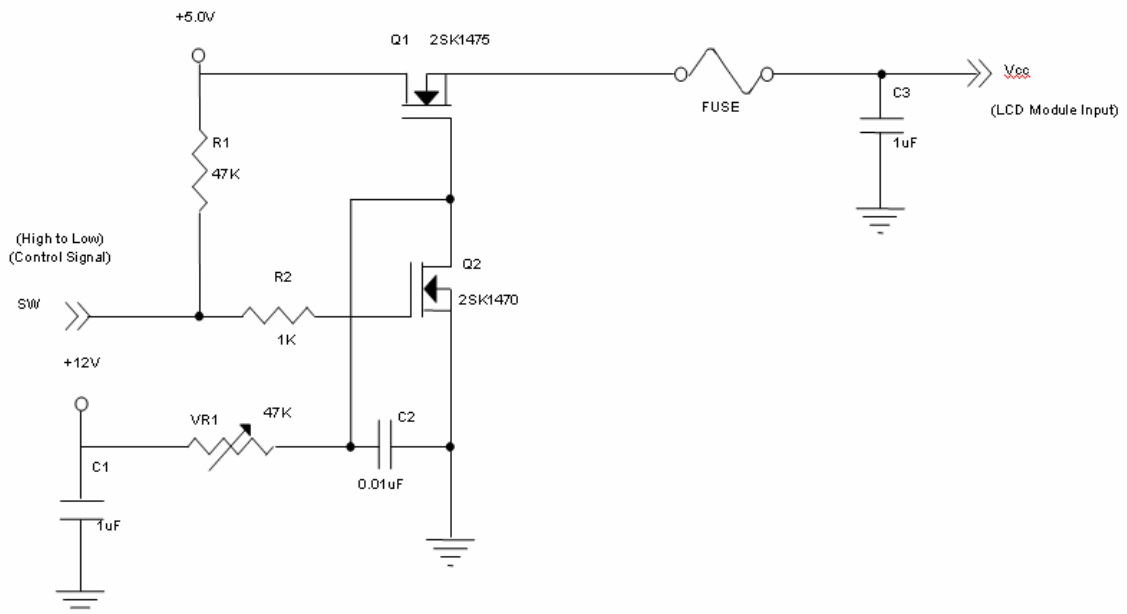 +5.0V
Q1 2SK1475
Vcc
C3
FUSE
(LCD Module Input)
R1
1uF
47K
(High to Low)
(Control Signal)
R2
Q2
SW
2SK1470
1K
+12V
VR1
47K
C2
C1
0.01uF
1uF